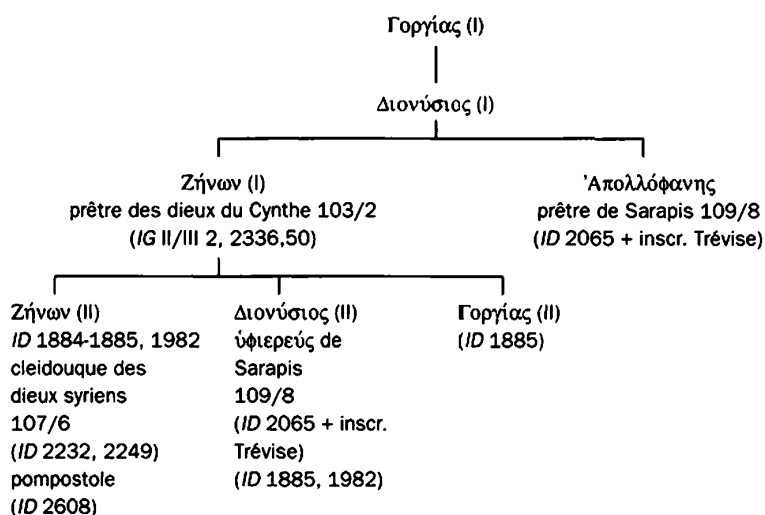 Γοργίας (I)
Διονύσιος (I)
Ζήνων (I)
prêtre des dieux du Cynthe 103/2
(IG II/III 2, 2336,50)
Ἀπολλόφανης
prêtre de Sarapis 109/8
(ID 2065 + inscr. Trévise)
Ζήνων (II)
ID 1884-1885, 1982
cleidouque des
dieux syriens
107/6
(ID 2232, 2249)
pompostole
(ID 2608)
Διονύσιος (II)
ὑφιερεύς de
Sarapis
109/8
(ID 2065 + inscr.
Trévise)
(ID 1885, 1982)
Γοργίας (II)
(ID 1885)